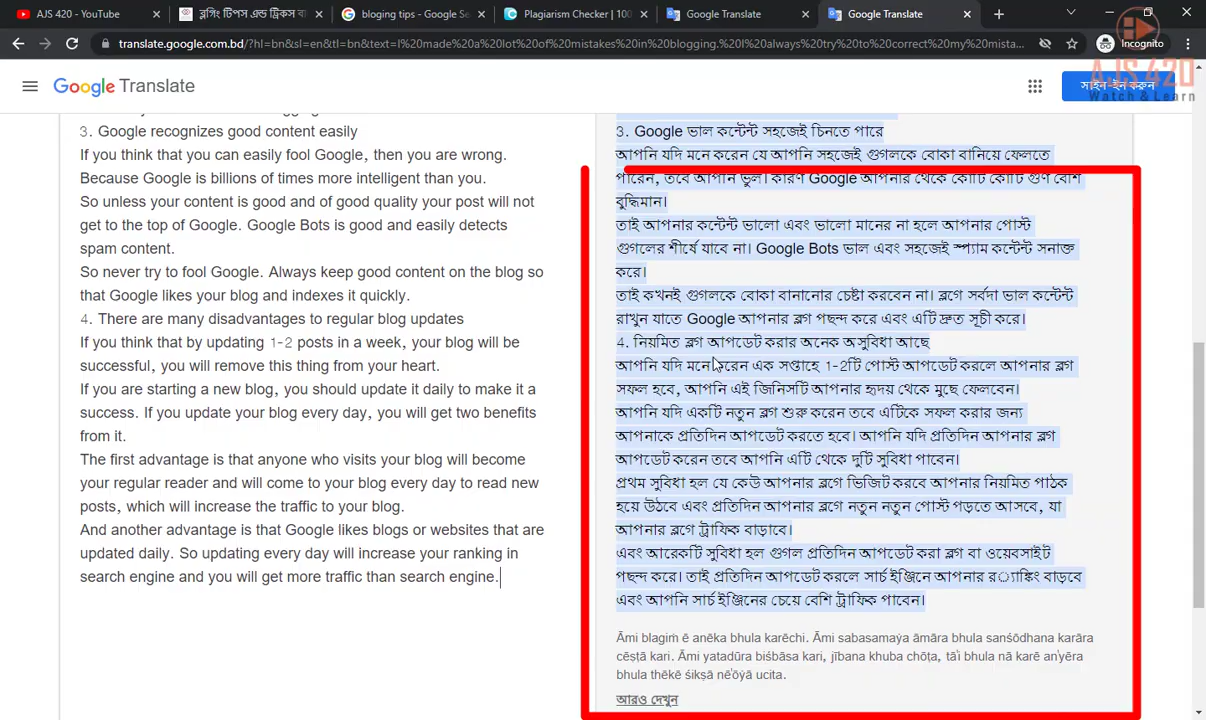 AJS 420 - YouTube
ব্লগিং টিপস এন্ড ট্রিকস বা
bloging tips - Google Se
Plagiarism Checker | 100
Google Translate
Google Translate
translate.google.com.bd/?hl=bn&sl=en&tl=bn&text=I%20made%20a%20lot%20of%20mistakes%20in%20blogging.%20I%20always%20try%20to%20correct%20my%20mista...
Incognito
Google Translate
সাইন-ইন করুন
AJS 420
Watch & Learn
3. Google recognizes good content easily
If you think that you can easily fool Google, then you are wrong.
Because Google is billions of times more intelligent than you.
So unless your content is good and of good quality your post will not
get to the top of Google. Google Bots is good and easily detects
spam content.
So never try to fool Google. Always keep good content on the blog so
that Google likes your blog and indexes it quickly.
4. There are many disadvantages to regular blog updates
If you think that by updating 1-2 posts in a week, your blog will be
successful, you will remove this thing from your heart.
If you are starting a new blog, you should update it daily to make it a
success. If you update your blog every day, you will get two benefits
from it.
The first advantage is that anyone who visits your blog will become
your regular reader and will come to your blog every day to read new
posts, which will increase the traffic to your blog.
And another advantage is that Google likes blogs or websites that are
updated daily. So updating every day will increase your ranking in
search engine and you will get more traffic than search engine.
3. Google ভাল কন্টেন্ট সহজেই চিনতে পারে
আপনি যদি মনে করেন যে আপনি সহজেই গুগলকে বোকা বানিয়ে ফেলতে
পারেন, তবে আপনি ভুল। কারণ Google আপনার থেকে কোটি কোটি গুণ বেশি
বুদ্ধিমান।
তাই আপনার কন্টেন্ট ভালো এবং ভালো মানের না হলে আপনার পোস্ট
গুগলের শীর্ষে যাবে না। Google Bots ভাল এবং সহজেই স্প্যাম কন্টেন্ট সনাক্ত
করে।
তাই কখনই গুগলকে বোকা বানানোর চেষ্টা করবেন না। ব্লগে সর্বদা ভাল কন্টেন্ট
রাখুন যাতে Google আপনার ব্লগ পছন্দ করে এবং এটি দ্রুত সূচী করে।
4. নিয়মিত ব্লগ আপডেট করার অনেক অসুবিধা আছে
আপনি যদি মনে করেন এক সপ্তাহে 1-2টি পোস্ট আপডেট করলে আপনার ব্লগ
সফল হবে, আপনি এই জিনিসটি আপনার হৃদয় থেকে মুছে ফেলবেন।
আপনি যদি একটি নতুন ব্লগ শুরু করেন তবে এটিকে সফল করার জন্য
আপনাকে প্রতিদিন আপডেট করতে হবে। আপনি যদি প্রতিদিন আপনার ব্লগ
আপডেট করেন তবে আপনি এটি থেকে দুটি সুবিধা পাবেন।
প্রথম সুবিধা হল যে কেউ আপনার ব্লগে ভিজিট করবে আপনার নিয়মিত পাঠক
হয়ে উঠবে এবং প্রতিদিন আপনার ব্লগে নতুন নতুন পোস্ট পড়তে আসবে, যা
আপনার ব্লগে ট্রাফিক বাড়াবে।
এবং আরেকটি সুবিধা হল গুগল প্রতিদিন আপডেট করা ব্লগ বা ওয়েবসাইট
পছন্দ করে। তাই প্রতিদিন আপডেট করলে সার্চ ইঞ্জিনে আপনার র‍্যাঙ্কিং বাড়বে
এবং আপনি সার্চ ইঞ্জিনের চেয়ে বেশি ট্রাফিক পাবেন।
Āmi blagiṁ ē anēka bhula karēchi. Āmi sabasamaẏa āmāra bhula sanśōdhana karāra
cēṣṭā kari. Āmi yatadūra biśbāsa kari, jībana khuba chōṭa, tā'i bhula nā karē an'yēra
bhula thēkē śikṣā nē'ōẏā ucita.
আরও দেখুন